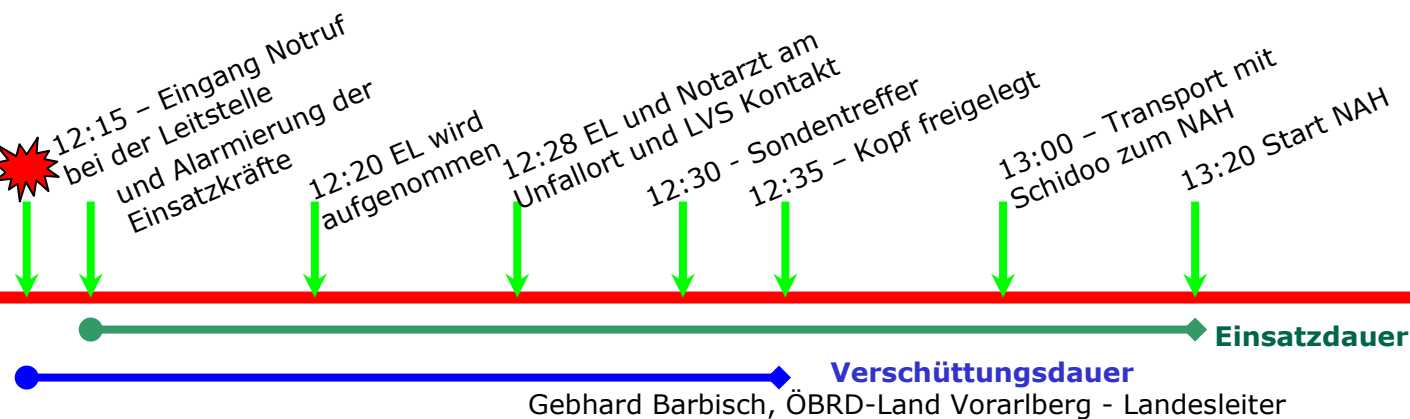 12:15 – Eingang Notruf
bei der Leitstelle
und Alarmierung der
Einsatzkräfte
12:20 EL wird
aufgenommen
12:28 EL und Notarzt am
Unfallort und LVS Kontakt
12:30 - Sondentreffer
12:35 – Kopf freigelegt
13:00 – Transport mit
Schidoo zum NAH
13:20 Start NAH
Einsatzdauer
Verschüttungsdauer
Gebhard Barbisch, ÖBRD-Land Vorarlberg - Landesleiter